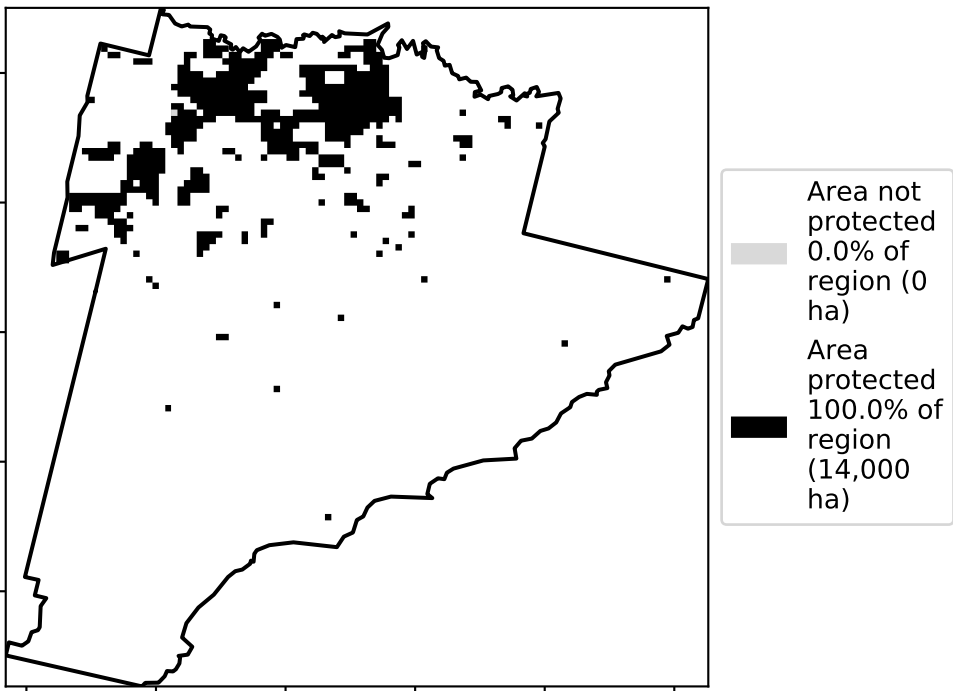 Area not
protected
0.0% of
region (0
ha)
Area
protected
100.0% of
region
(14,000
ha)